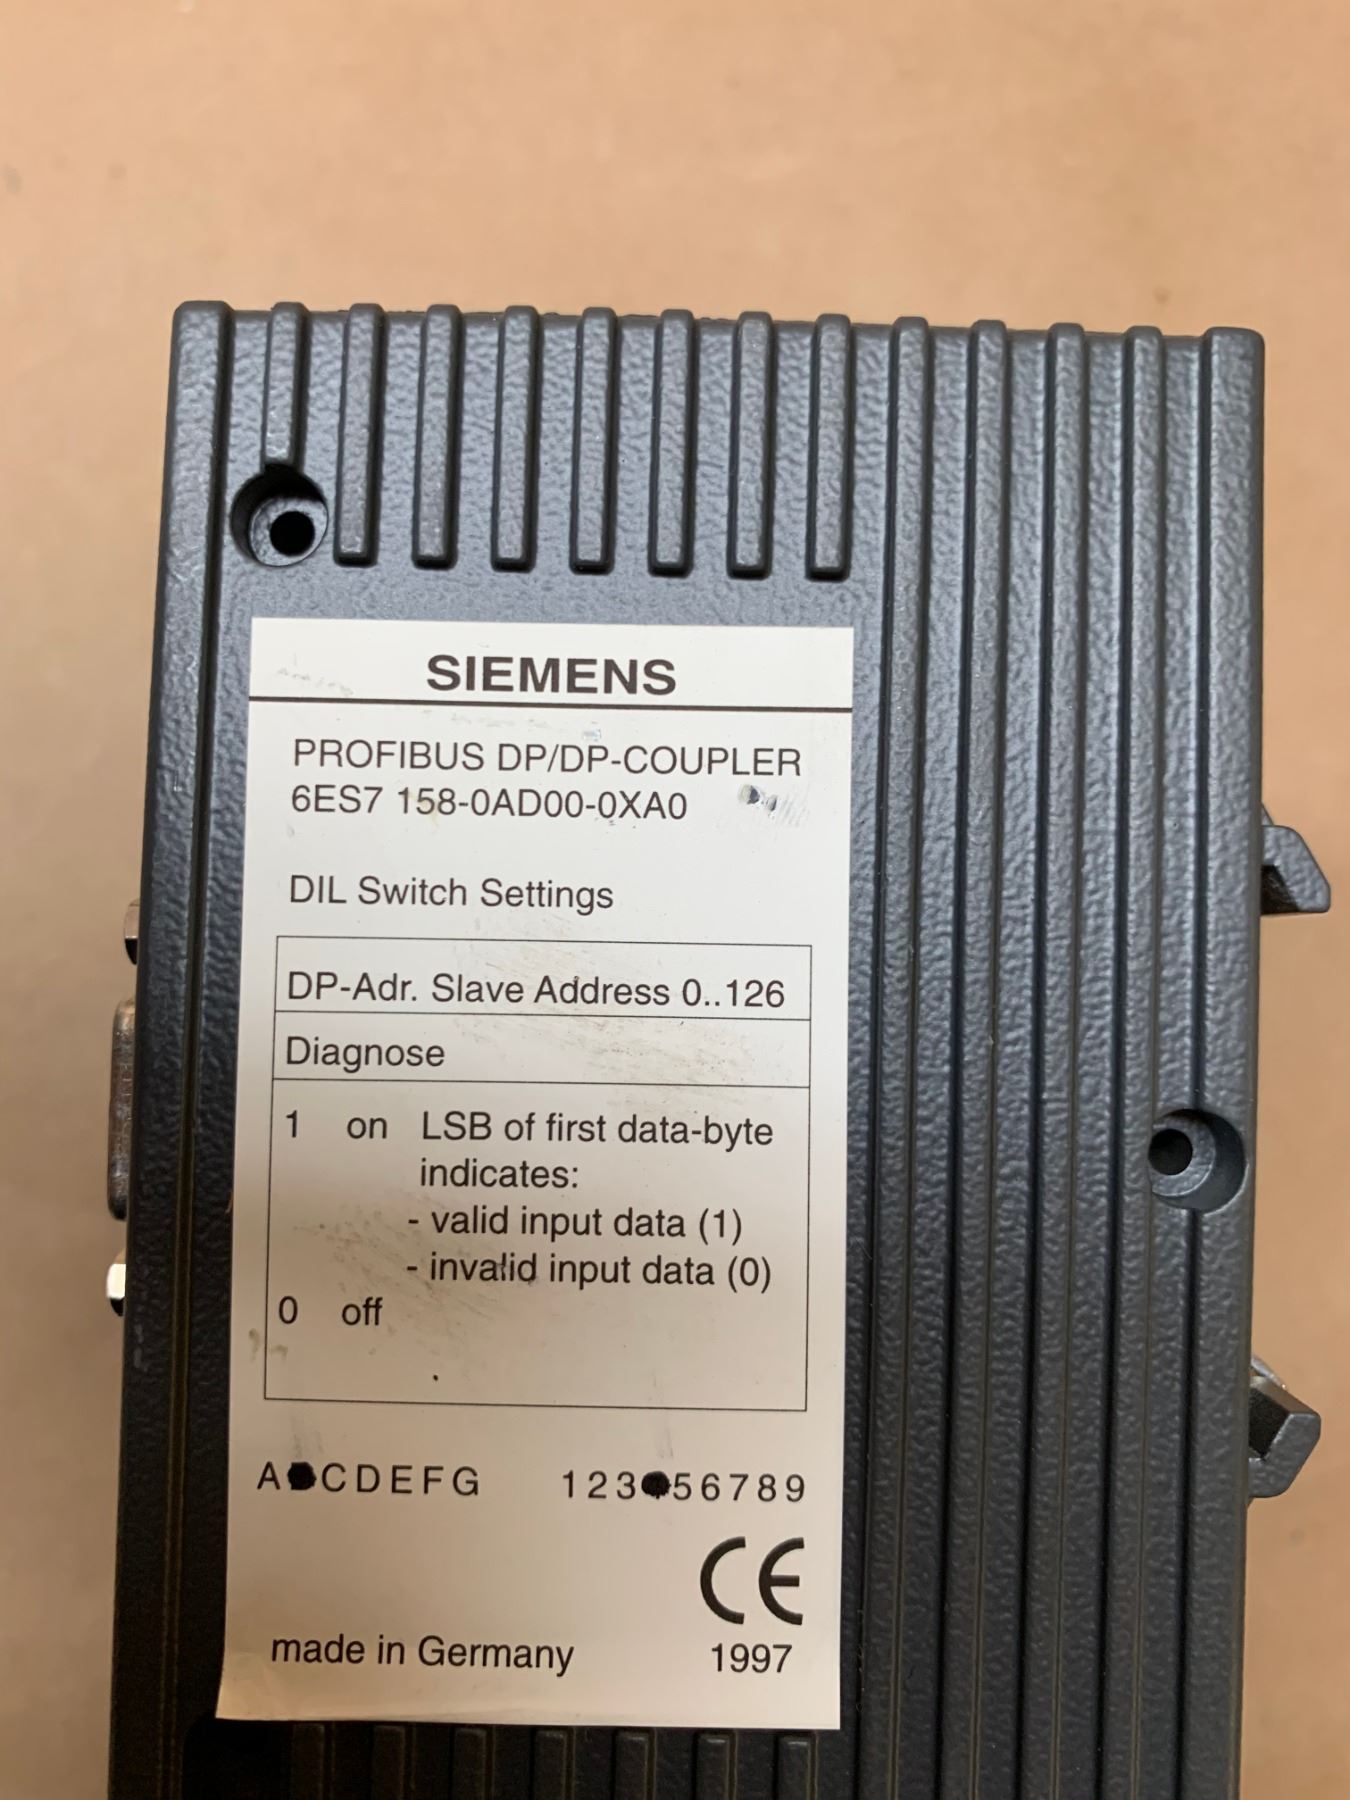 SIEMENS
PROFIBUS DP/DP-COUPLER
6ES7 158-0AD00-0XA0
DIL Switch Settings
DP-Adr. Slave Address 0..126
Diagnose
1 on LSB of first data-byte
indicates:
- valid input data (1)
- invalid input data (0)
0 off
A CDEFG 123 56789
CE
made in Germany 1997